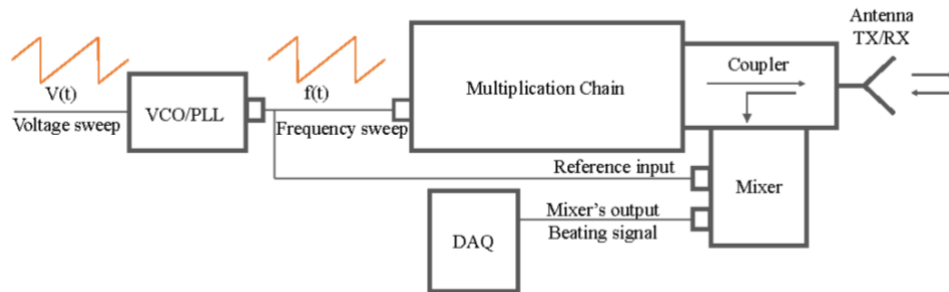 Antenna
TX/RX
V(t)
Voltage sweep
VCO/PLL
f(t)
Frequency sweep
Multiplication Chain
Coupler
Reference input
Mixer
DAQ
Mixer's output
Beating signal